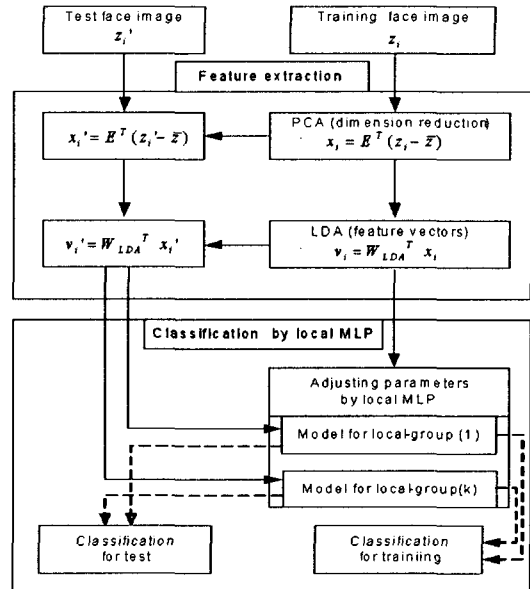 Test face image
z_i'
Training face image
z_i
Feature extraction
x_i' = E^T (z_i' - z̄)
PCA (dimension reduction)
x_i = E^T (z_i - z̄)
v_i' = W_LDA^T x_i'
LDA (feature vectors)
v_i = W_LDA^T x_i
Classification by local MLP
Adjusting parameters
by local MLP
Model for local-group (1)
Model for local-group(k)
Classification
for test
Classification
for traniing